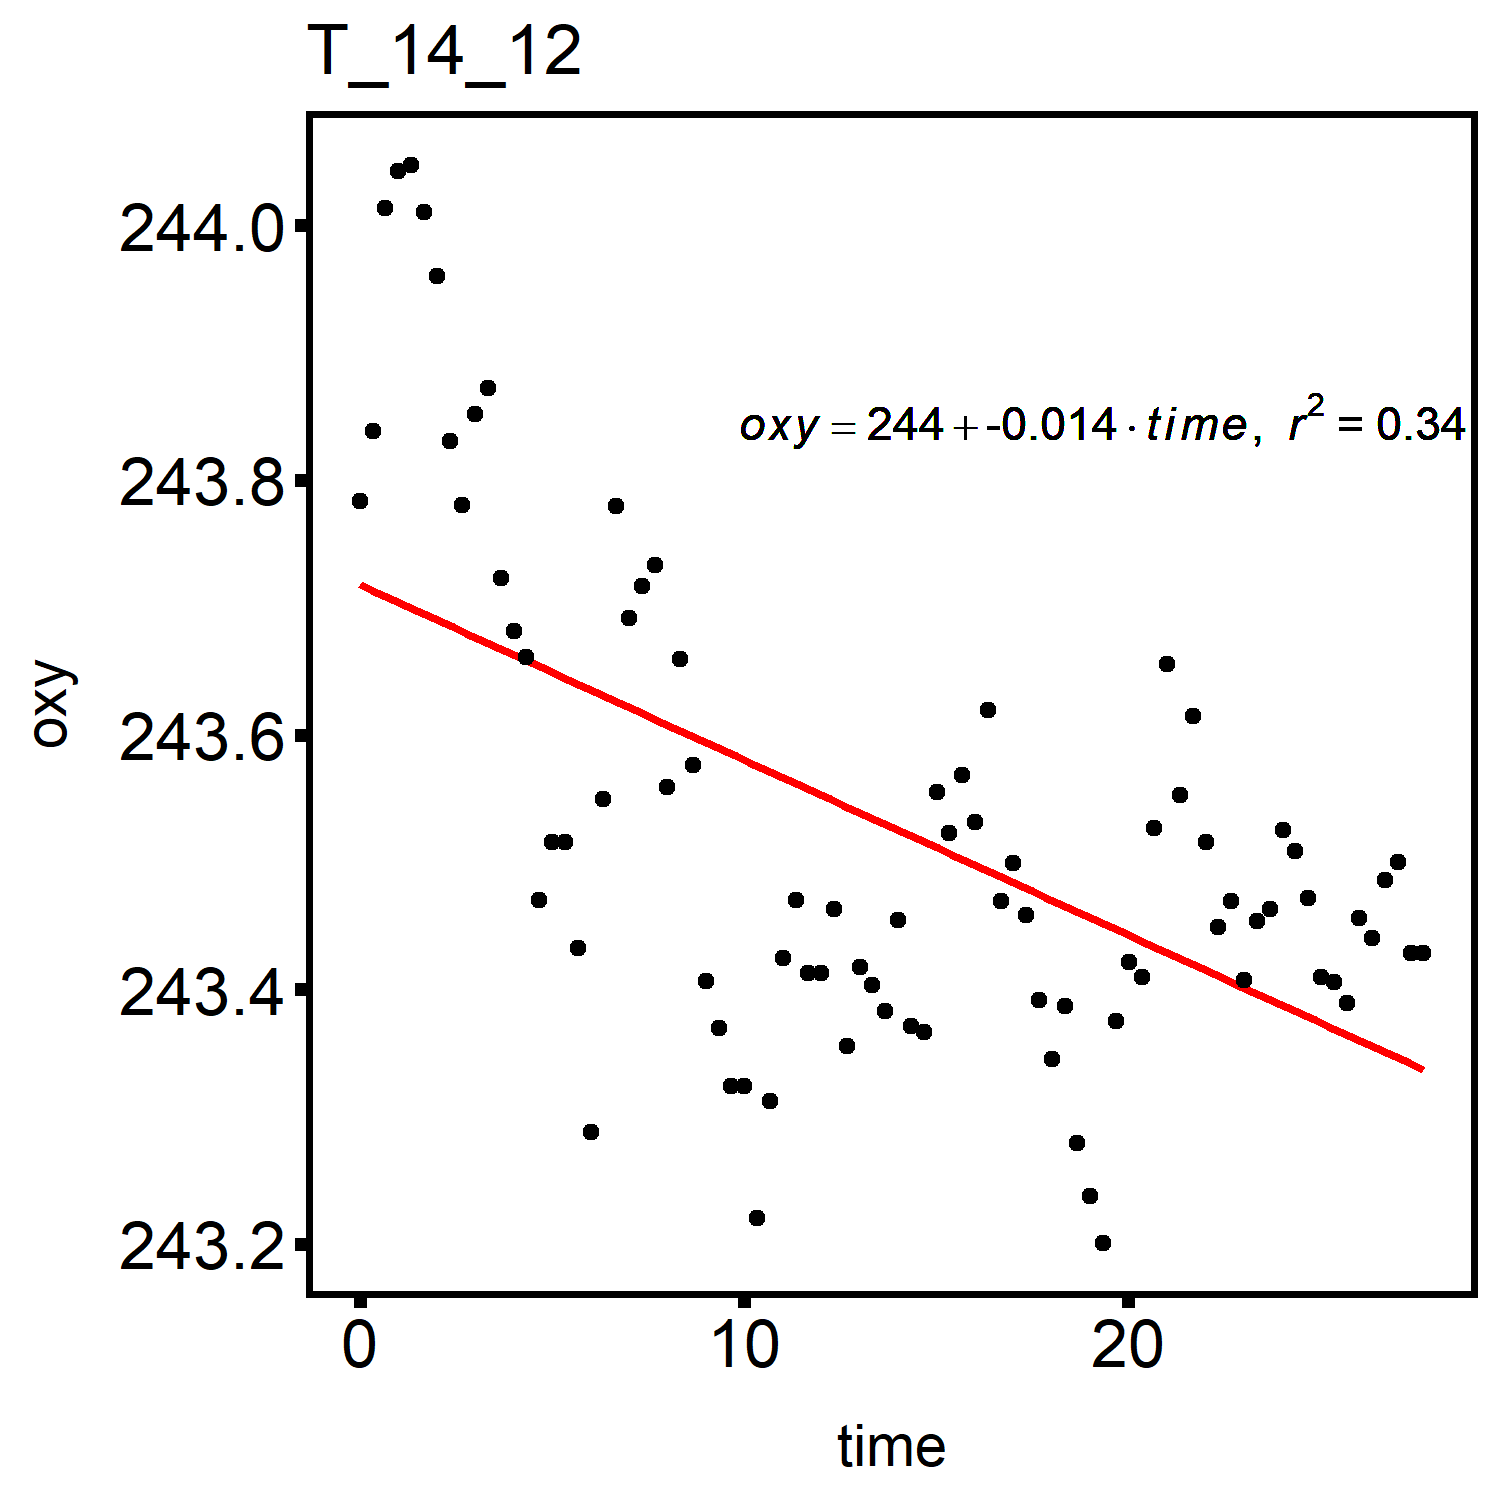 T_14_12
244.0
oxy = 244 + -0.014 · time, r² = 0.34
243.8
oxy
243.6
243.4
243.2
0 10 20
time